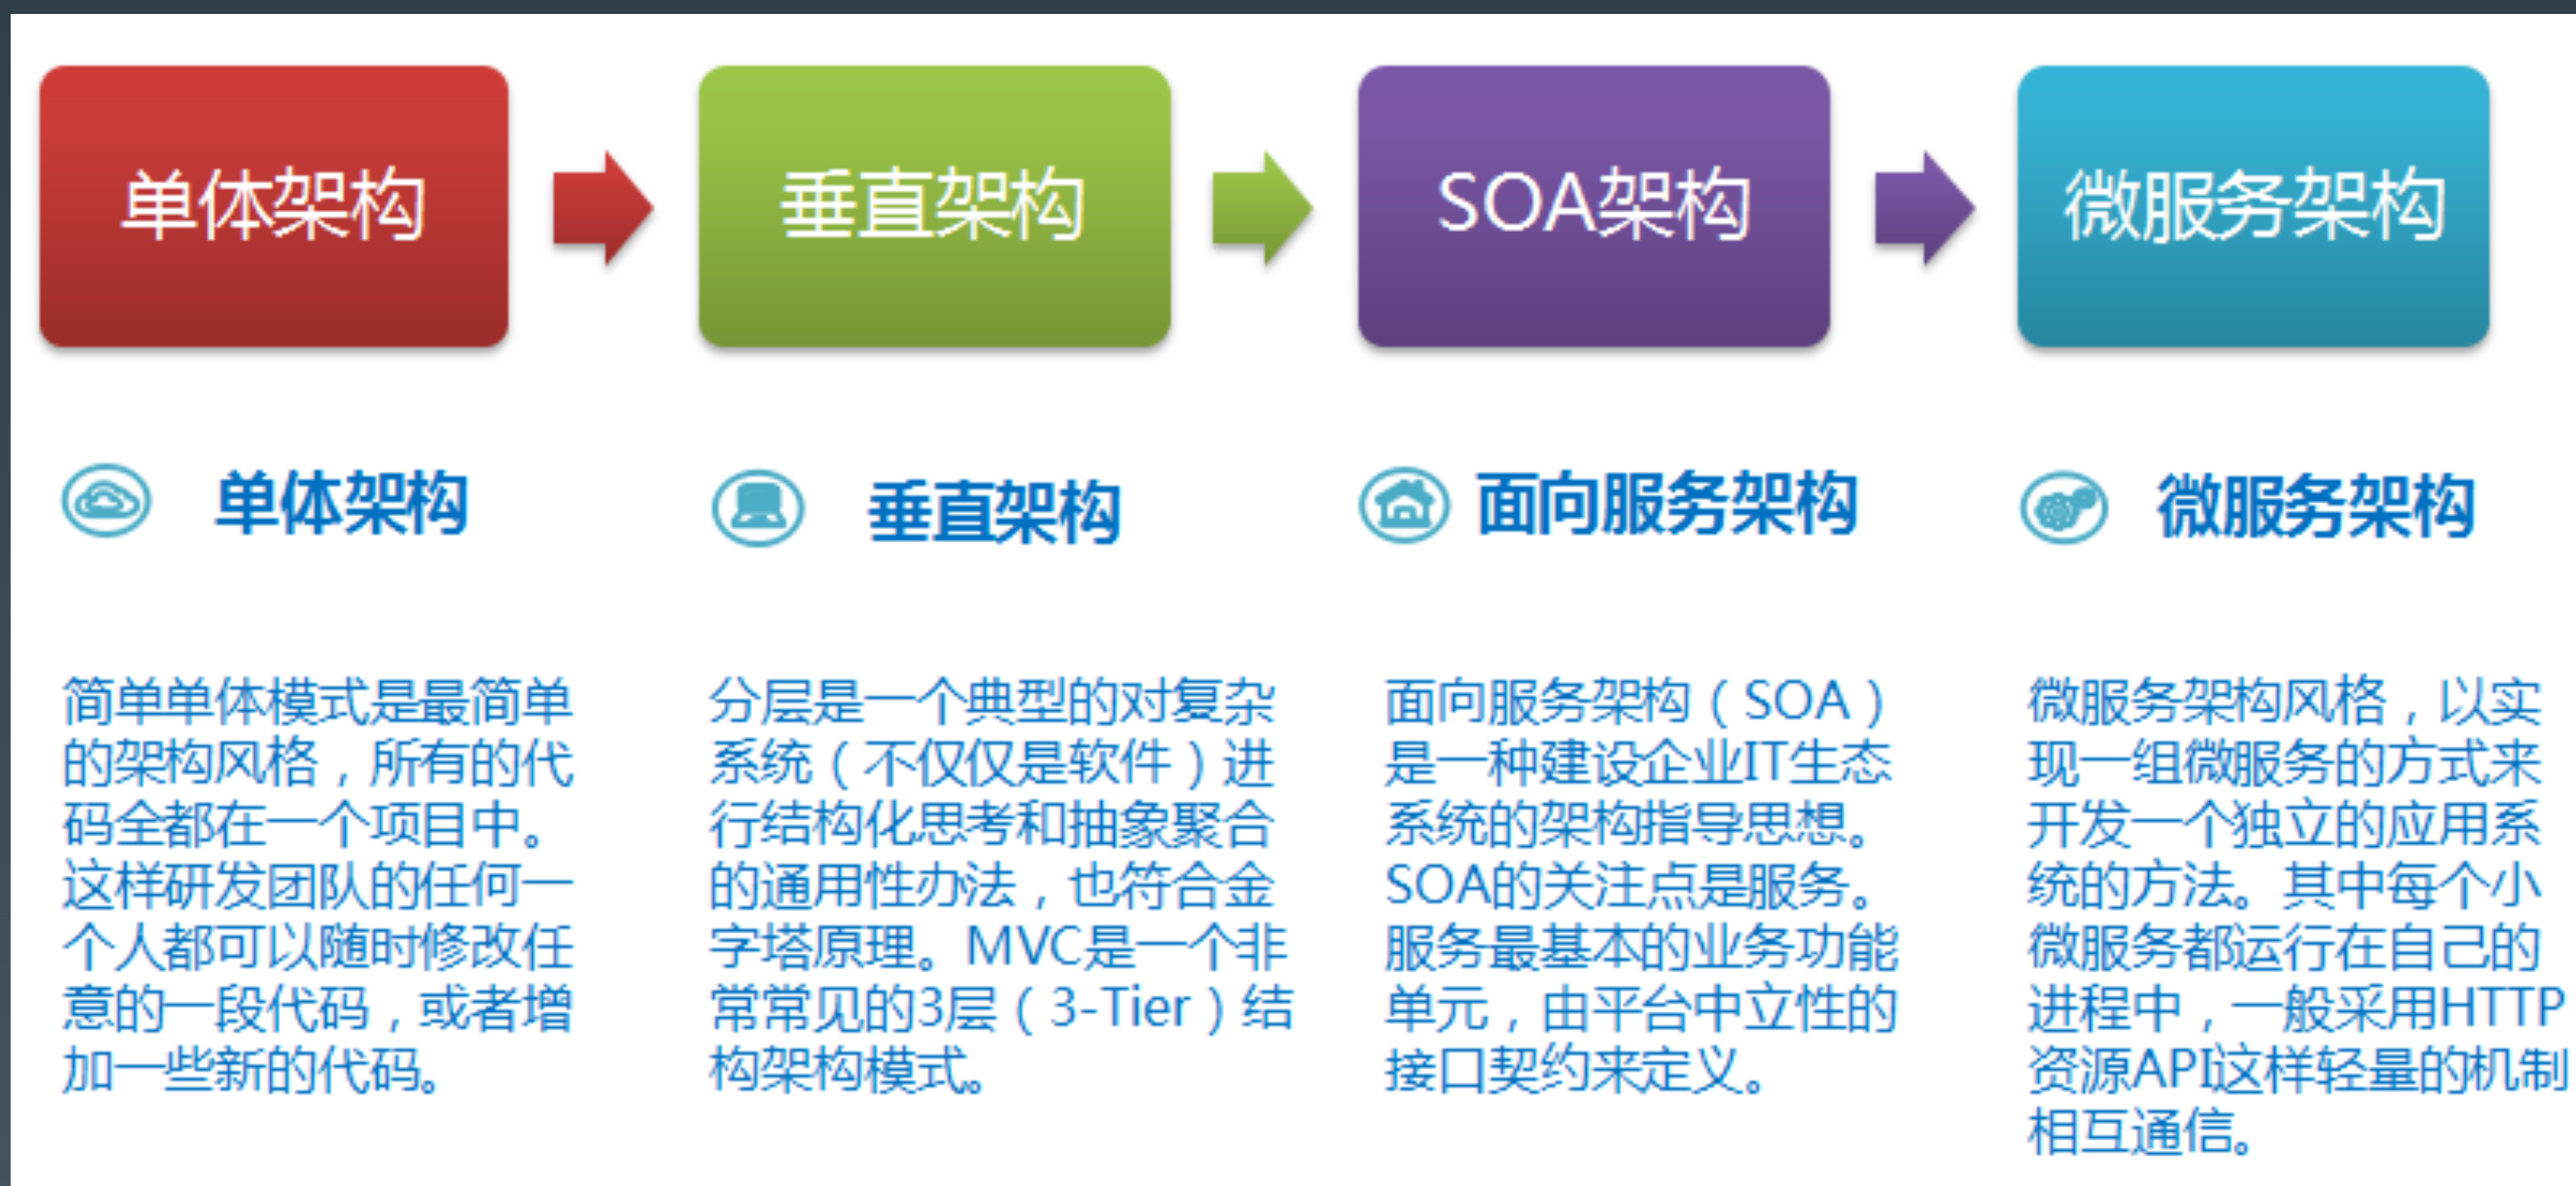 单体架构
垂直架构
SOA架构
微服务架构
单体架构
简单单体模式是最简单
的架构风格，所有的代
码全都在一个项目中。
这样研发团队的任何一
个人都可以随时修改任
意的一段代码，或者增
加一些新的代码。
垂直架构
分层是一个典型的对复杂
系统（不仅仅是软件）进
行结构化思考和抽象聚合
的通用性办法，也符合金
字塔原理。MVC是一个非
常常见的3层（3-Tier）结
构架构模式。
面向服务架构
面向服务架构（SOA）
是一种建设企业IT生态
系统的架构指导思想。
SOA的关注点是服务。
服务最基本的业务功能
单元，由平台中立性的
接口契约来定义。
微服务架构
微服务架构风格，以实
现一组微服务的方式来
开发一个独立的应用系
统的方法。其中每个小
微服务都运行在自己的
进程中，一般采用HTTP
资源API这样轻量的机制
相互通信。